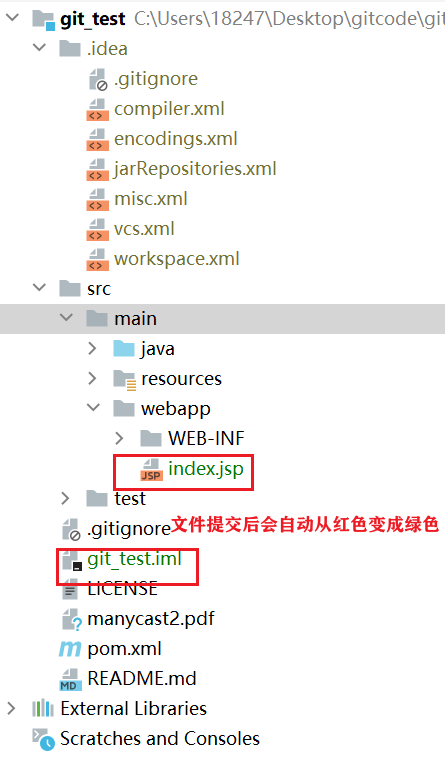 git_test C:\Users\18247\Desktop\gitcode\git
.idea
.gitignore
compiler.xml
encodings.xml
jarRepositories.xml
misc.xml
vcs.xml
workspace.xml
src
main
java
resources
webapp
WEB-INF
JSP index.jsp
test
.gitignore 文件提交后会自动从红色变成绿色
git_test.iml
LICENSE
manycast2.pdf
m pom.xml
MD README.md
External Libraries
Scratches and Consoles